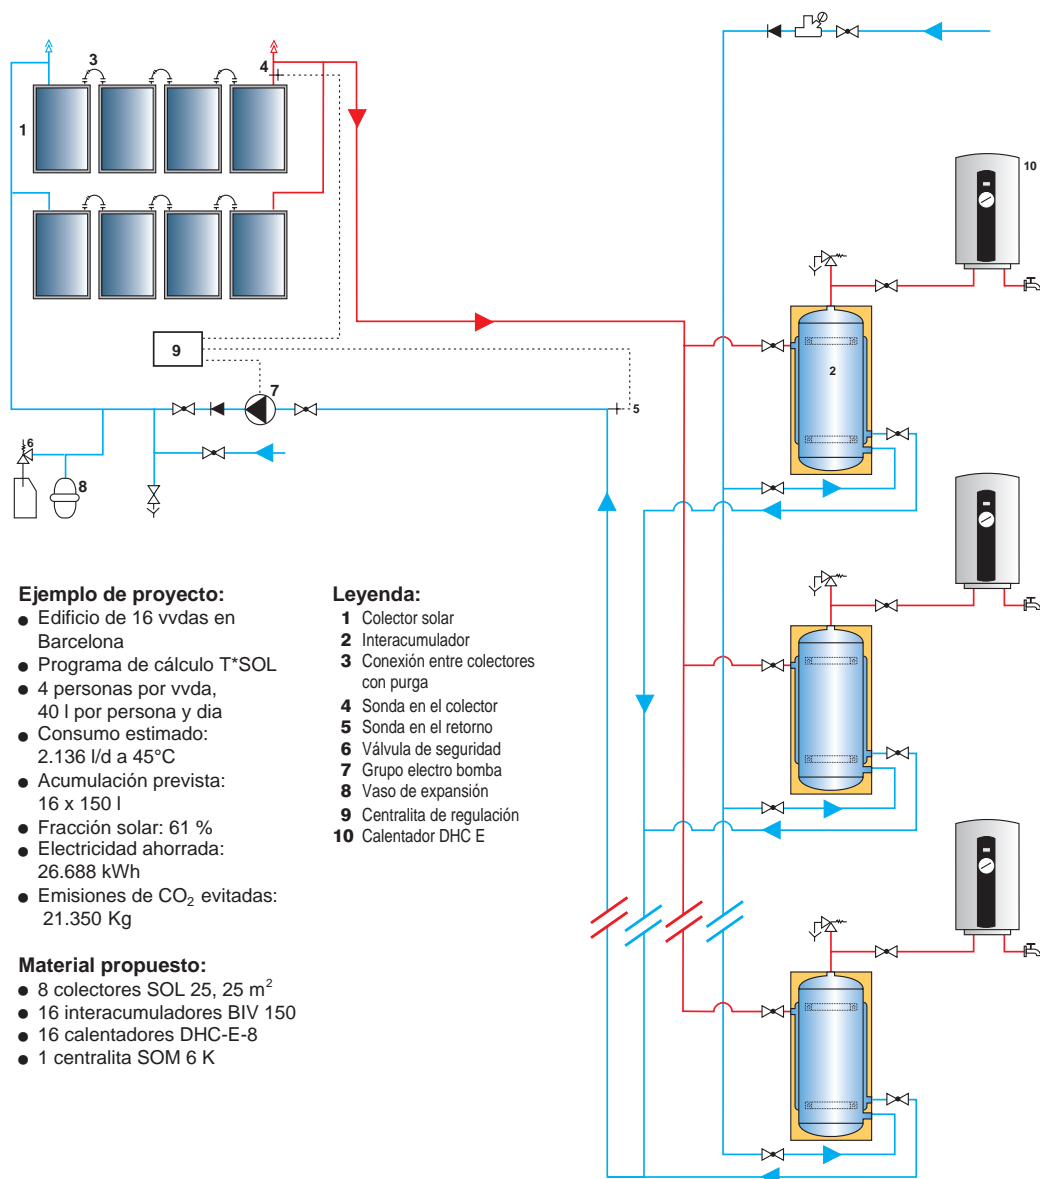 3
4
1
10
9
2
7
5
6
8
Ejemplo de proyecto:
● Edificio de 16 vvdas en
Barcelona
● Programa de cálculo T*SOL
● 4 personas por vvda,
40 l por persona y dia
● Consumo estimado:
2.136 l/d a 45°C
● Acumulación prevista:
16 x 150 l
● Fracción solar: 61 %
● Electricidad ahorrada:
26.688 kWh
● Emisiones de CO₂ evitadas:
21.350 Kg
Material propuesto:
● 8 colectores SOL 25, 25 m²
● 16 interacumuladores BIV 150
● 16 calentadores DHC-E-8
● 1 centralita SOM 6 K
Leyenda:
1 Colector solar
2 Interacumulador
3 Conexión entre colectores
con purga
4 Sonda en el colector
5 Sonda en el retorno
6 Válvula de seguridad
7 Grupo electro bomba
8 Vaso de expansión
9 Centralita de regulación
10 Calentador DHC E